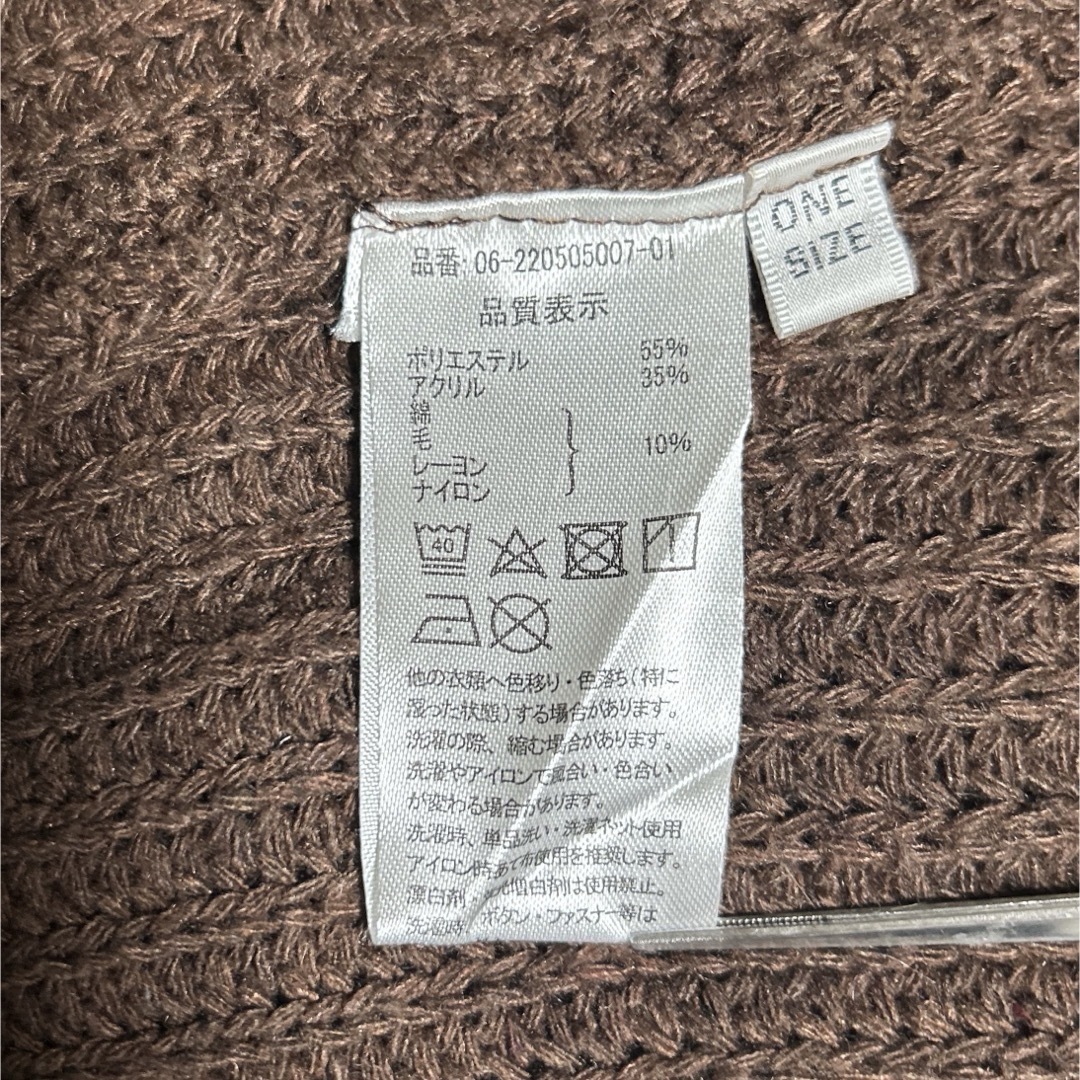 品番:06-220505007-01
ONE
SIZE
品質表示
ポリエステル 55%
アクリル 35%
綿
毛
レーヨン
ナイロン
10%
40
他の衣類へ色移り・色落ち(特に
湿った状態)する場合があります。
洗濯の際、縮む場合があります。
洗濯やアイロンで風合い・色合い
が変わる場合があります。
洗濯時、単品洗い・洗濯ネット使用
アイロン時あて布使用を推奨します。
漂白剤・ 増白剤は使用禁止。
洗濯時、ボタン・ファスナー等は